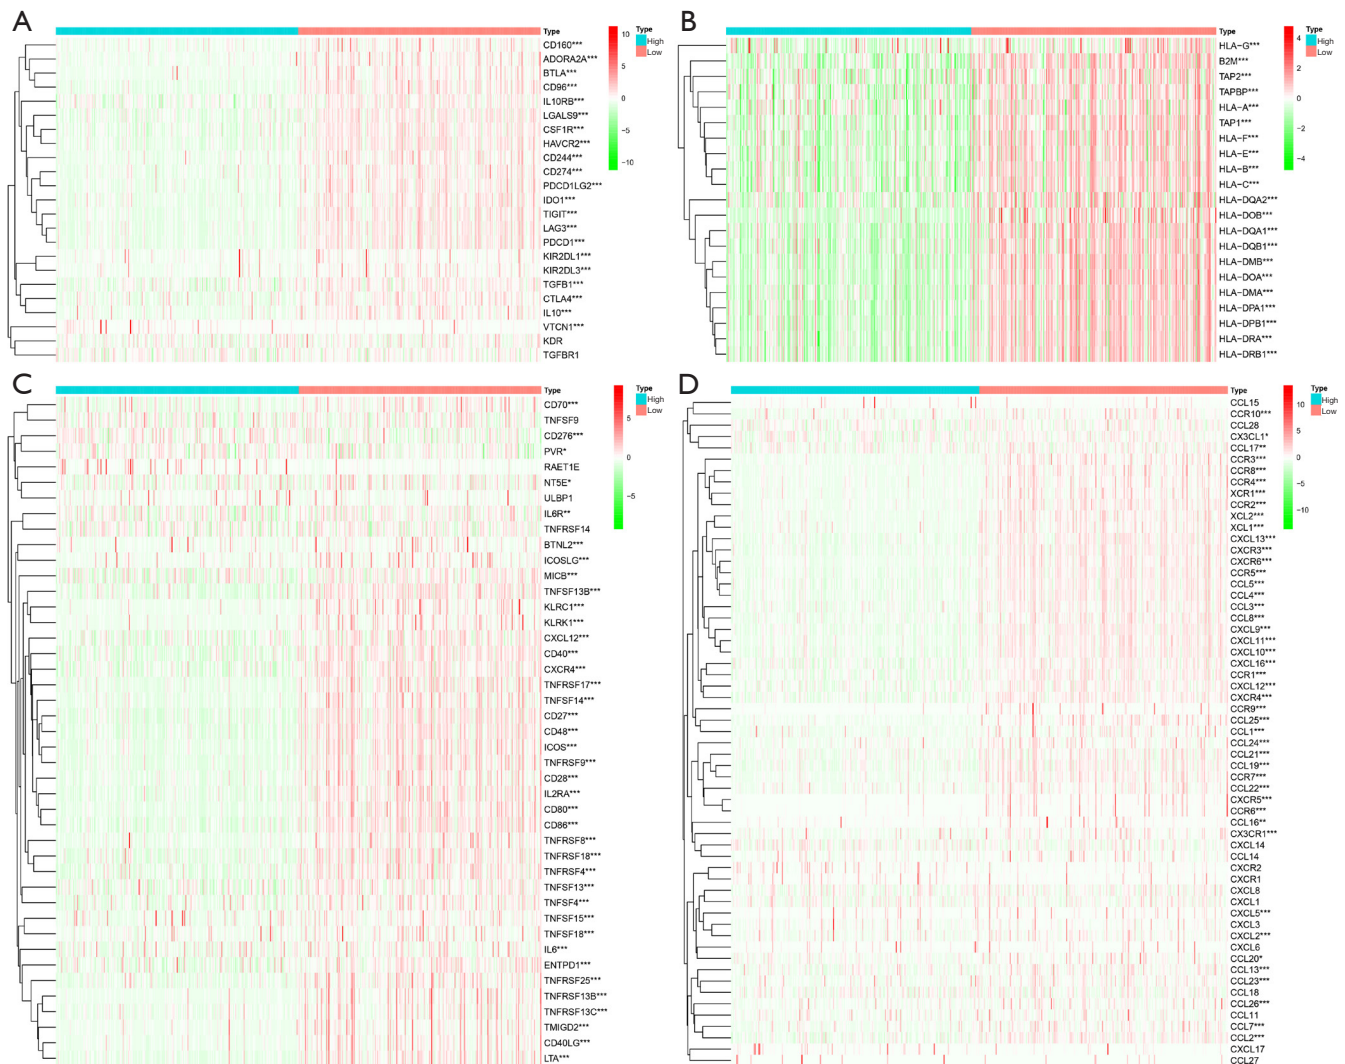 A
Type
CD160***
ADORA2A***
BTLA***
CD96***
IL10RB***
LGALS9***
CSF1R***
HAVCR2***
CD244***
CD274***
PDCD1LG2***
IDO1***
TIGIT***
LAG3***
PDCD1***
KIR2DL1***
KIR2DL3***
TGFB1***
CTLA4***
IL10***
VTCN1***
KDR
TGFBR1
10
5
0
−5
−10
Type
High
Low
B
Type
HLA−G***
B2M***
TAP2***
TAPBP***
HLA−A***
TAP1***
HLA−F***
HLA−E***
HLA−B***
HLA−C***
HLA−DQA2***
HLA−DOB***
HLA−DQA1***
HLA−DQB1***
HLA−DMB***
HLA−DOA***
HLA−DMA***
HLA−DPA1***
HLA−DPB1***
HLA−DRA***
HLA−DRB1***
4
2
0
−2
−4
Type
High
Low
C
Type
CD70***
TNFSF9
CD276***
PVR*
RAET1E
NT5E*
ULBP1
IL6R**
TNFRSF14
BTNL2***
ICOSLG***
MICB***
TNFSF13B***
KLRC1***
KLRK1***
CXCL12***
CD40***
CXCR4***
TNFRSF17***
TNFSF14***
CD27***
CD48***
ICOS***
TNFRSF9***
CD28***
IL2RA***
CD80***
CD86***
TNFRSF8***
TNFRSF18***
TNFRSF4***
TNFSF13***
TNFSF4***
TNFSF15***
TNFSF18***
IL6***
ENTPD1***
TNFRSF25***
TNFRSF13B***
TNFRSF13C***
TMIGD2***
CD40LG***
LTA***
5
0
−5
Type
High
Low
D
Type
CCL15
CCR10***
CCL28
CX3CL1*
CCL17**
CCR3***
CCR8***
CCR4***
XCR1***
CCR2***
XCL2***
XCL1***
CXCL13***
CXCR3***
CXCR6***
CCR5***
CCL5***
CCL4***
CCL3***
CCL8***
CXCL9***
CXCL11***
CXCL10***
CXCL16***
CCR1***
CXCL12***
CXCR4***
CCR9***
CCL25***
CCL1***
CCL24***
CCL21***
CCL19***
CCR7***
CCL22***
CXCR5***
CCR6***
CCL16**
CX3CR1***
CXCL14
CCL14
CXCR2
CXCR1
CXCL8
CXCL1
CXCL5***
CXCL3
CXCL2***
CXCL6
CCL20*
CCL13***
CCL23***
CCL18
CCL26***
CCL11
CCL7***
CCL2***
CXCL17
CCL27
10
5
0
−5
−10
Type
High
Low